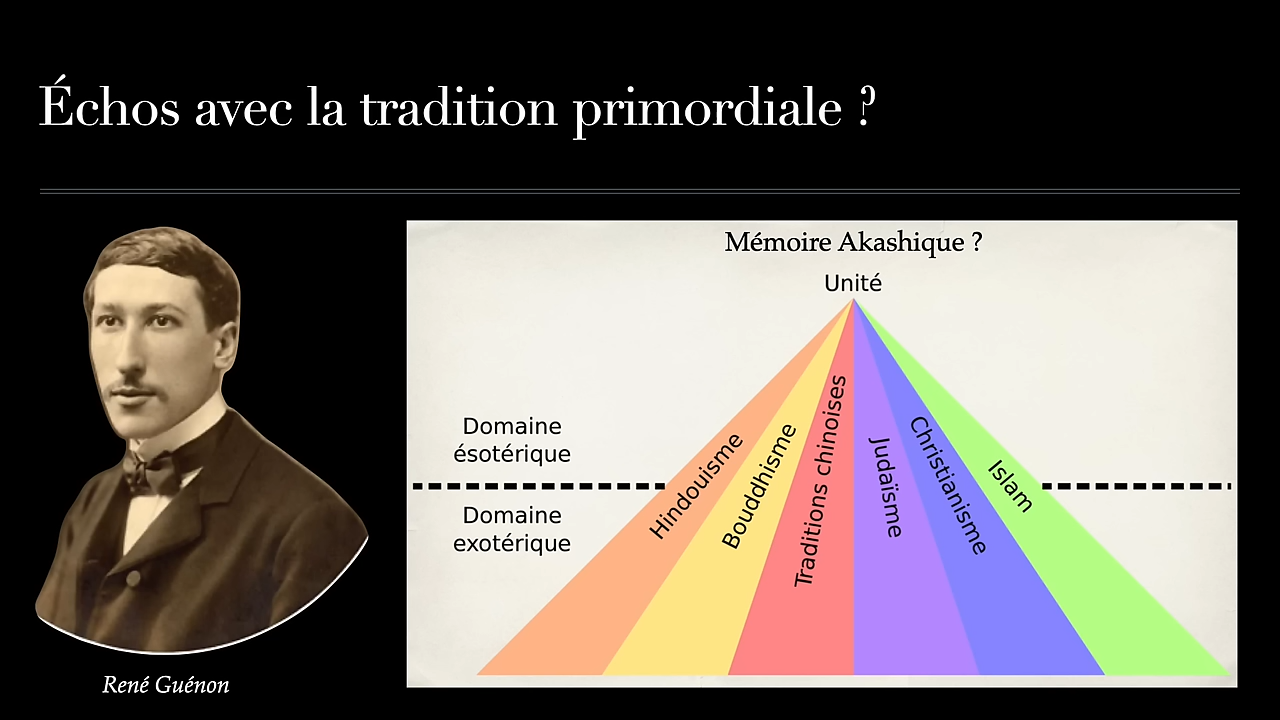 Échos avec la tradition primordiale ?
Mémoire Akashique ?
Unité
Domaine
ésotérique
Domaine
exotérique
Hindouisme
Bouddhisme
Traditions chinoises
Judaïsme
Christianisme
Islam
René Guénon